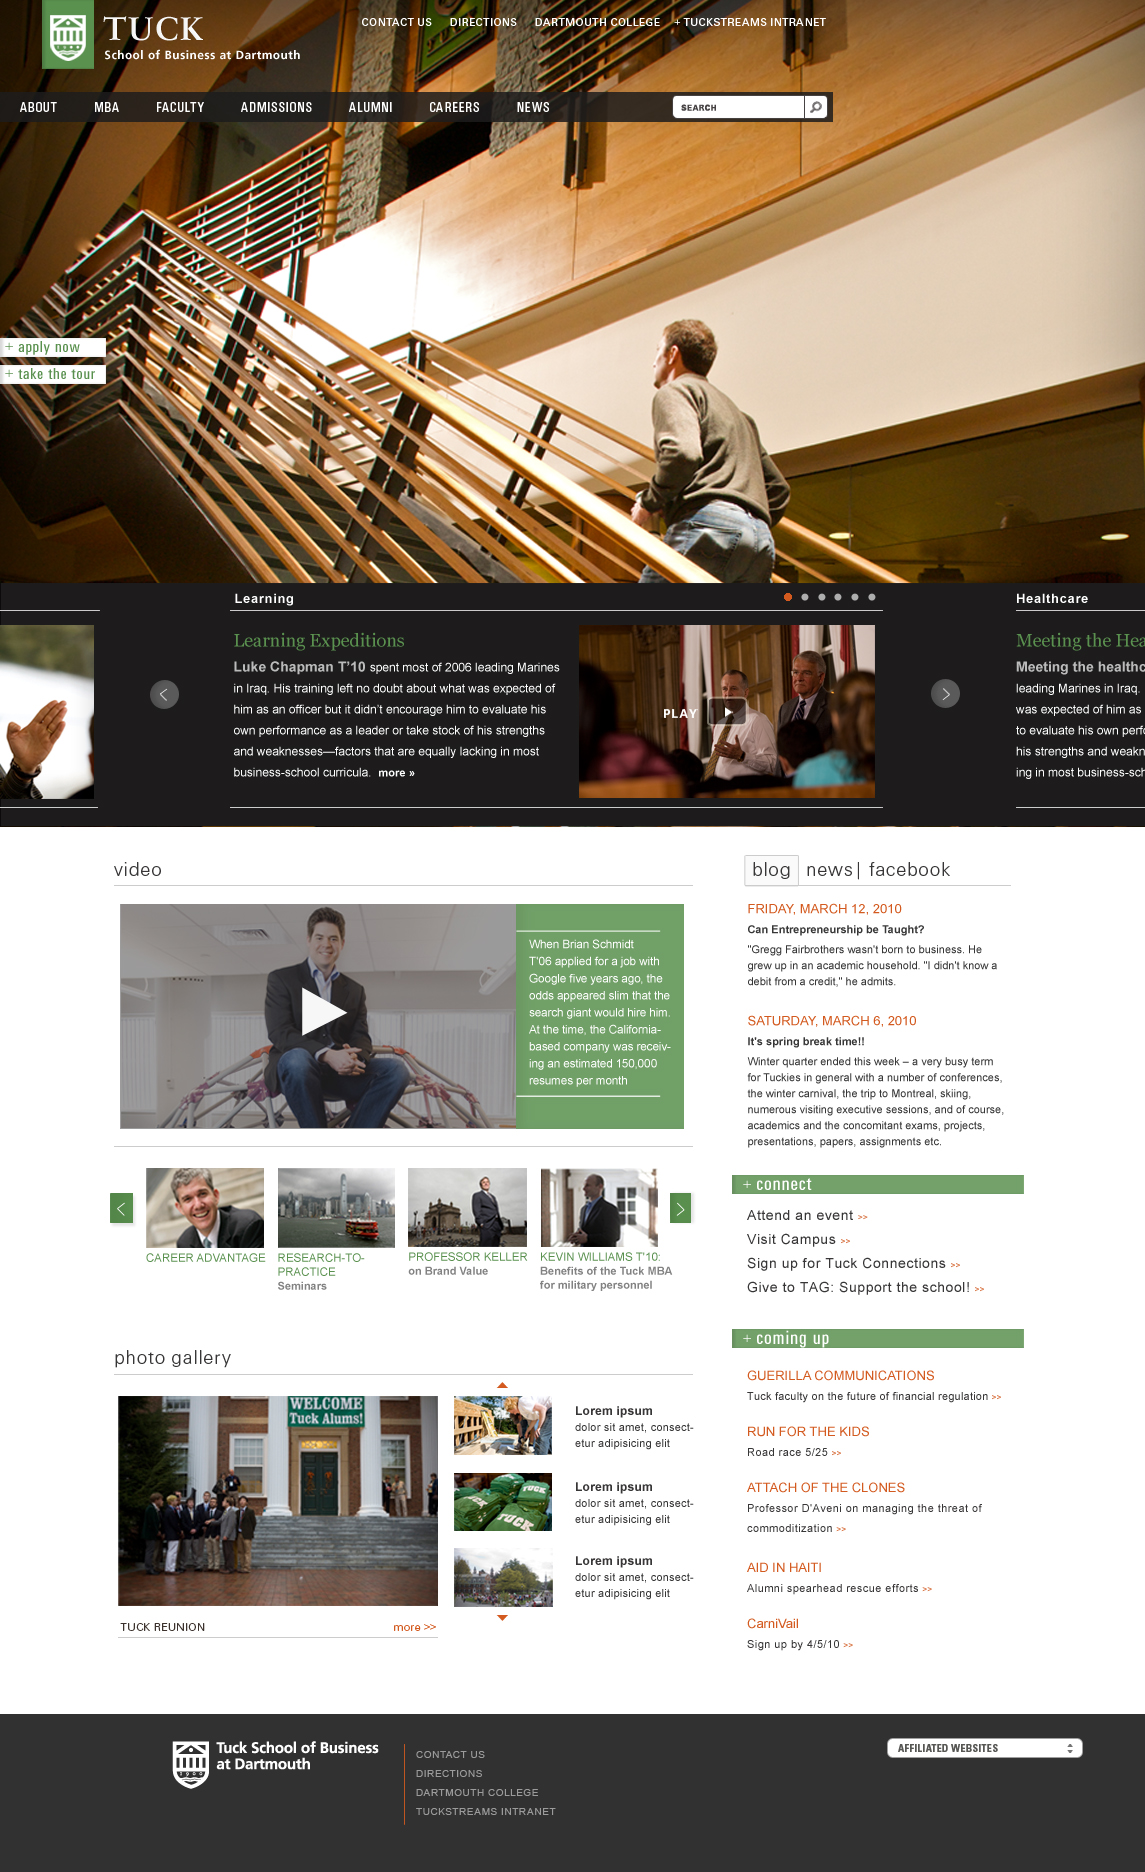 TUCK
School of Business at Dartmouth
CONTACT US DIRECTIONS DARTMOUTH COLLEGE + TUCKSTREAMS INTRANET
ABOUT MBA FACULTY ADMISSIONS ALUMNI CAREERS NEWS SEARCH
+ apply now
+ take the tour
Learning
Learning Expeditions
Luke Chapman T'10 spent most of 2006 leading Marines
in Iraq. His training left no doubt about what was expected of
him as an officer but it didn't encourage him to evaluate his
own performance as a leader or take stock of his strengths
and weaknesses—factors that are equally lacking in most
business-school curricula. more »
PLAY
Healthcare
Meeting the Hea
Meeting the healthc
leading Marines in Iraq.
was expected of him as
to evaluate his own perfo
his strengths and weakn
ing in most business-sch
video
When Brian Schmidt
T'06 applied for a job with
Google five years ago, the
odds appeared slim that the
search giant would hire him.
At the time, the California-
based company was receiv-
ing an estimated 150,000
resumes per month
CAREER ADVANTAGE
RESEARCH-TO-
PRACTICE
Seminars
PROFESSOR KELLER
on Brand Value
KEVIN WILLIAMS T'10:
Benefits of the Tuck MBA
for military personnel
photo gallery
WELCOME
Tuck Alums!
TUCK REUNION more >>
Lorem ipsum
dolor sit amet, consect-
etur adipisicing elit
TUCK
TUCK
Lorem ipsum
dolor sit amet, consect-
etur adipisicing elit
Lorem ipsum
dolor sit amet, consect-
etur adipisicing elit
blog news| facebook
FRIDAY, MARCH 12, 2010
Can Entrepreneurship be Taught?
"Gregg Fairbrothers wasn't born to business. He
grew up in an academic household. "I didn't know a
debit from a credit," he admits.
SATURDAY, MARCH 6, 2010
It's spring break time!!
Winter quarter ended this week – a very busy term
for Tuckies in general with a number of conferences,
the winter carnival, the trip to Montreal, skiing,
numerous visiting executive sessions, and of course,
academics and the concomitant exams, projects,
presentations, papers, assignments etc.
+ connect
Attend an event >>
Visit Campus >>
Sign up for Tuck Connections >>
Give to TAG: Support the school! >>
+ coming up
GUERILLA COMMUNICATIONS
Tuck faculty on the future of financial regulation >>
RUN FOR THE KIDS
Road race 5/25 >>
ATTACH OF THE CLONES
Professor D'Aveni on managing the threat of
commoditization >>
AID IN HAITI
Alumni spearhead rescue efforts >>
CarniVail
Sign up by 4/5/10 >>
Tuck School of Business
at Dartmouth
CONTACT US
DIRECTIONS
DARTMOUTH COLLEGE
TUCKSTREAMS INTRANET
AFFILIATED WEBSITES